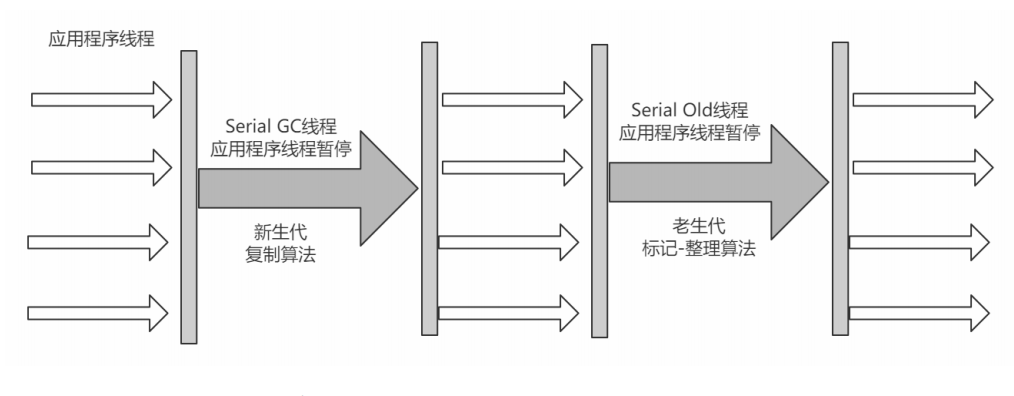 应用程序线程
Serial GC线程
应用程序线程暂停
新生代
复制算法
Serial Old线程
应用程序线程暂停
老生代
标记-整理算法